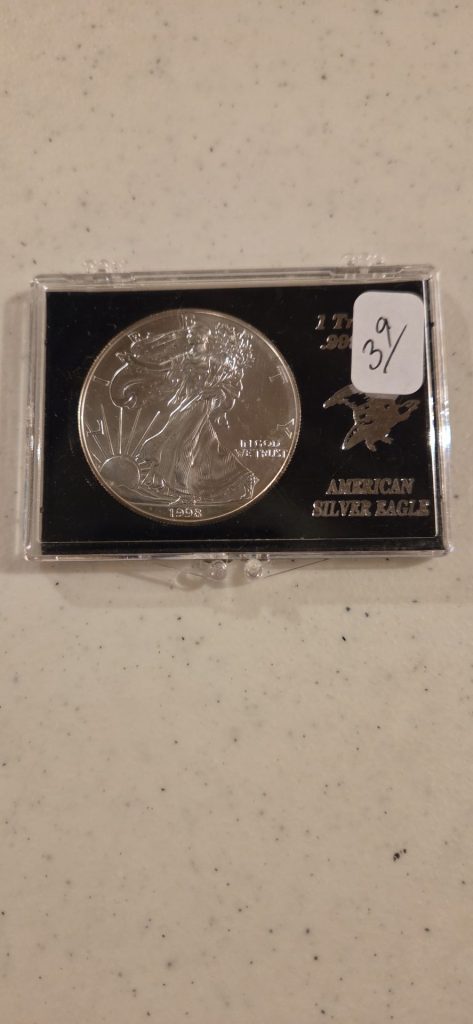 LIBERTY
IN GOD
WE TRUST
1998
1 Tr
.99
39/
AMERICAN
SILVER EAGLE